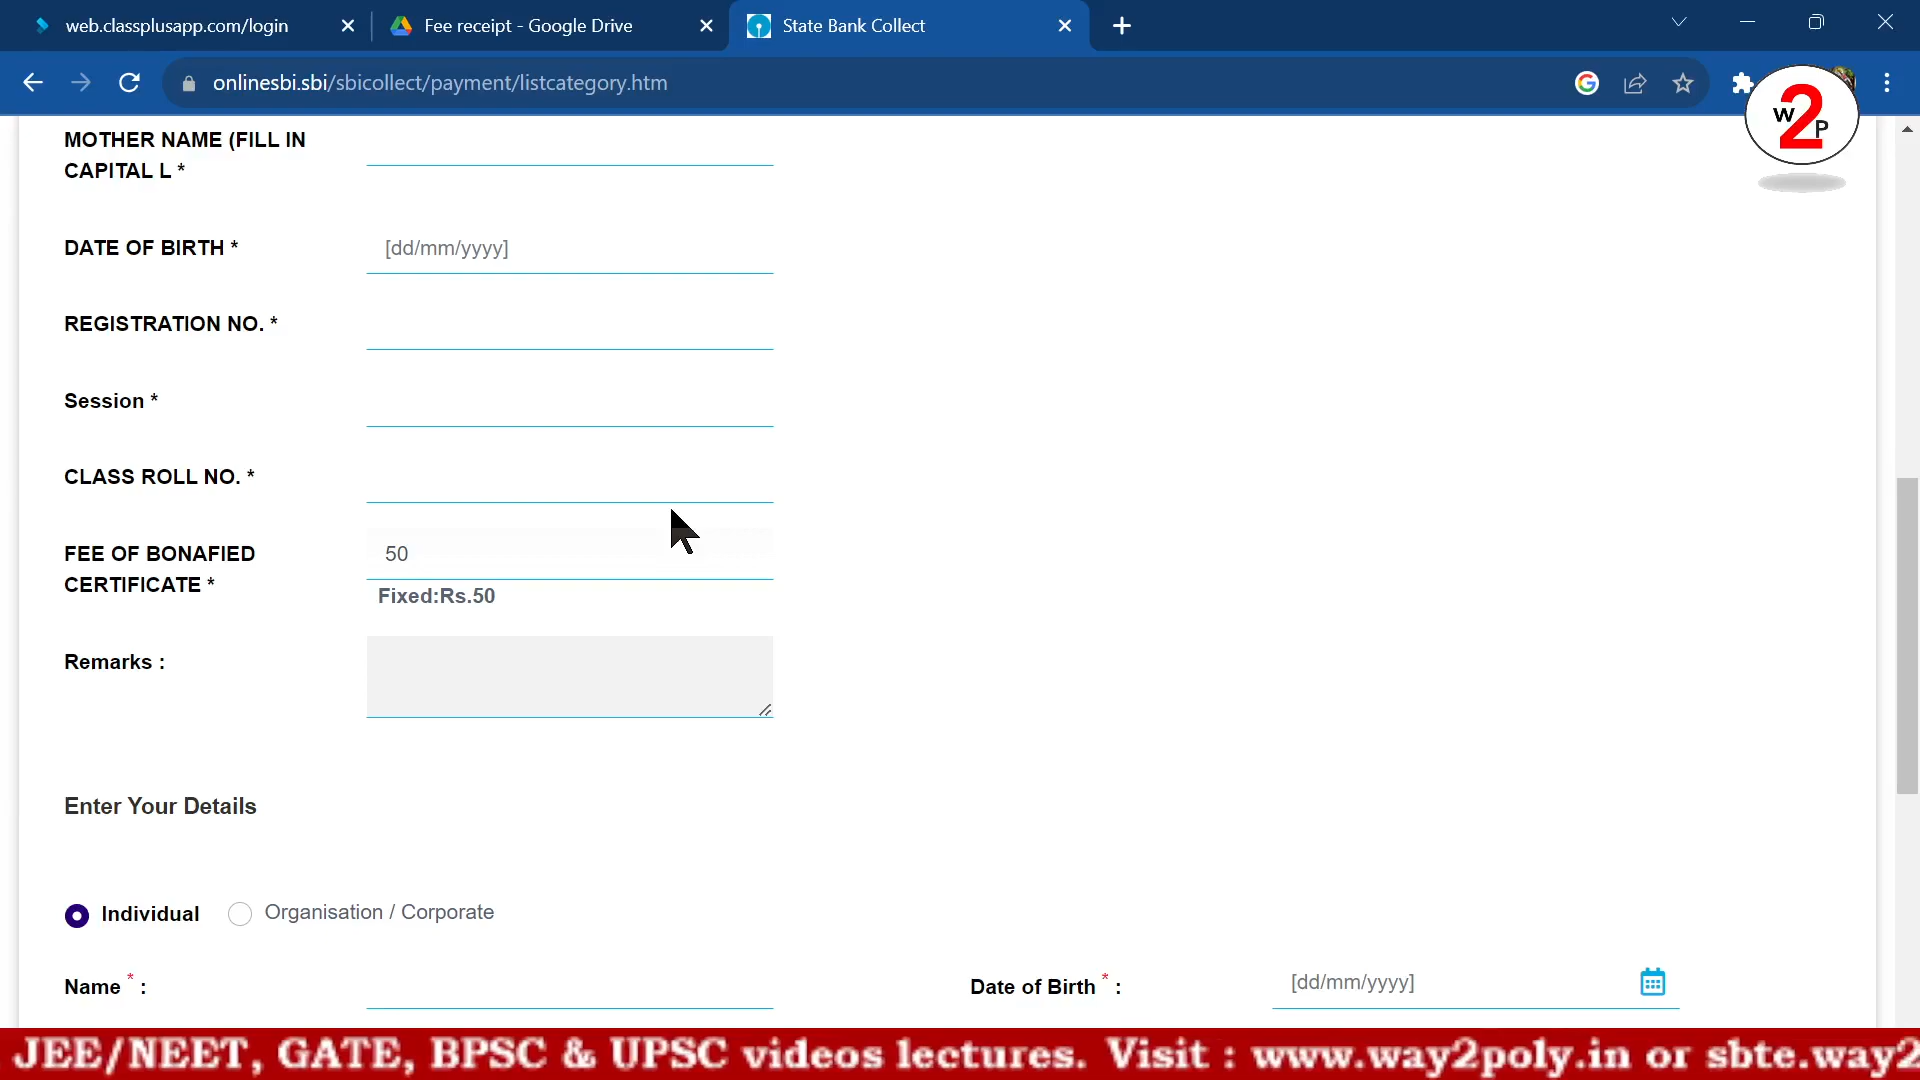 web.classplusapp.com/login
Fee receipt - Google Drive
State Bank Collect
onlinesbi.sbi/sbicollect/payment/listcategory.htm
W2P
MOTHER NAME (FILL IN
CAPITAL L *
DATE OF BIRTH *
[dd/mm/yyyy]
REGISTRATION NO. *
Session *
CLASS ROLL NO. *
FEE OF BONAFIED
CERTIFICATE *
50
Fixed:Rs.50
Remarks :
Enter Your Details
Individual
Organisation / Corporate
Name * :
Date of Birth * :
[dd/mm/yyyy]
JEE/NEET, GATE, BPSC & UPSC videos lectures. Visit : www.way2poly.in or sbte.way2